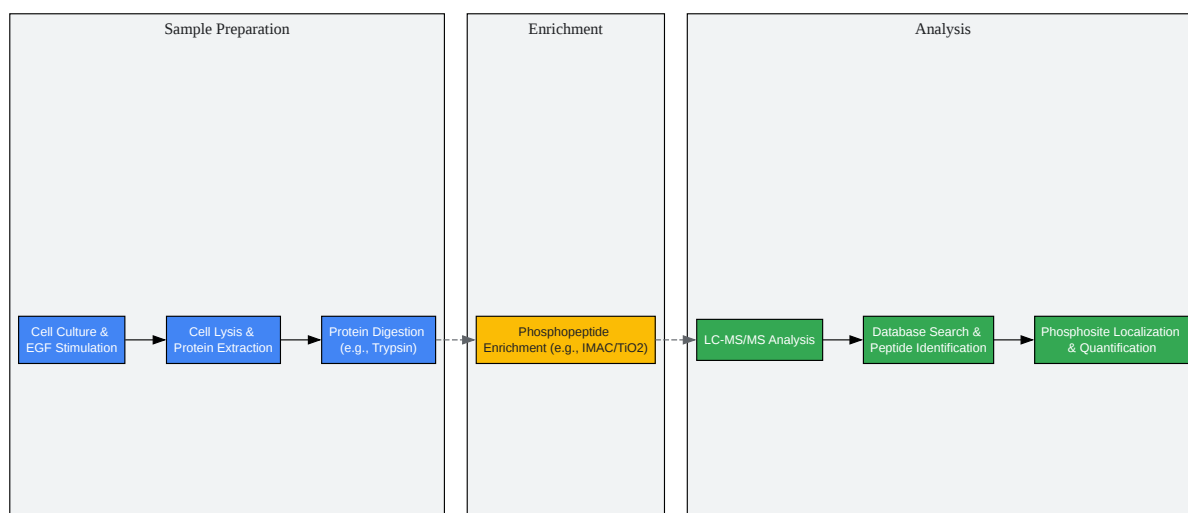 Sample Preparation
Cell Culture &
EGF Stimulation
Cell Lysis &
Protein Extraction
Protein Digestion
(e.g., Trypsin)
Enrichment
Phosphopeptide
Enrichment (e.g., IMAC/TiO2)
Analysis
LC-MS/MS Analysis
Database Search &
Peptide Identification
Phosphosite Localization
& Quantification